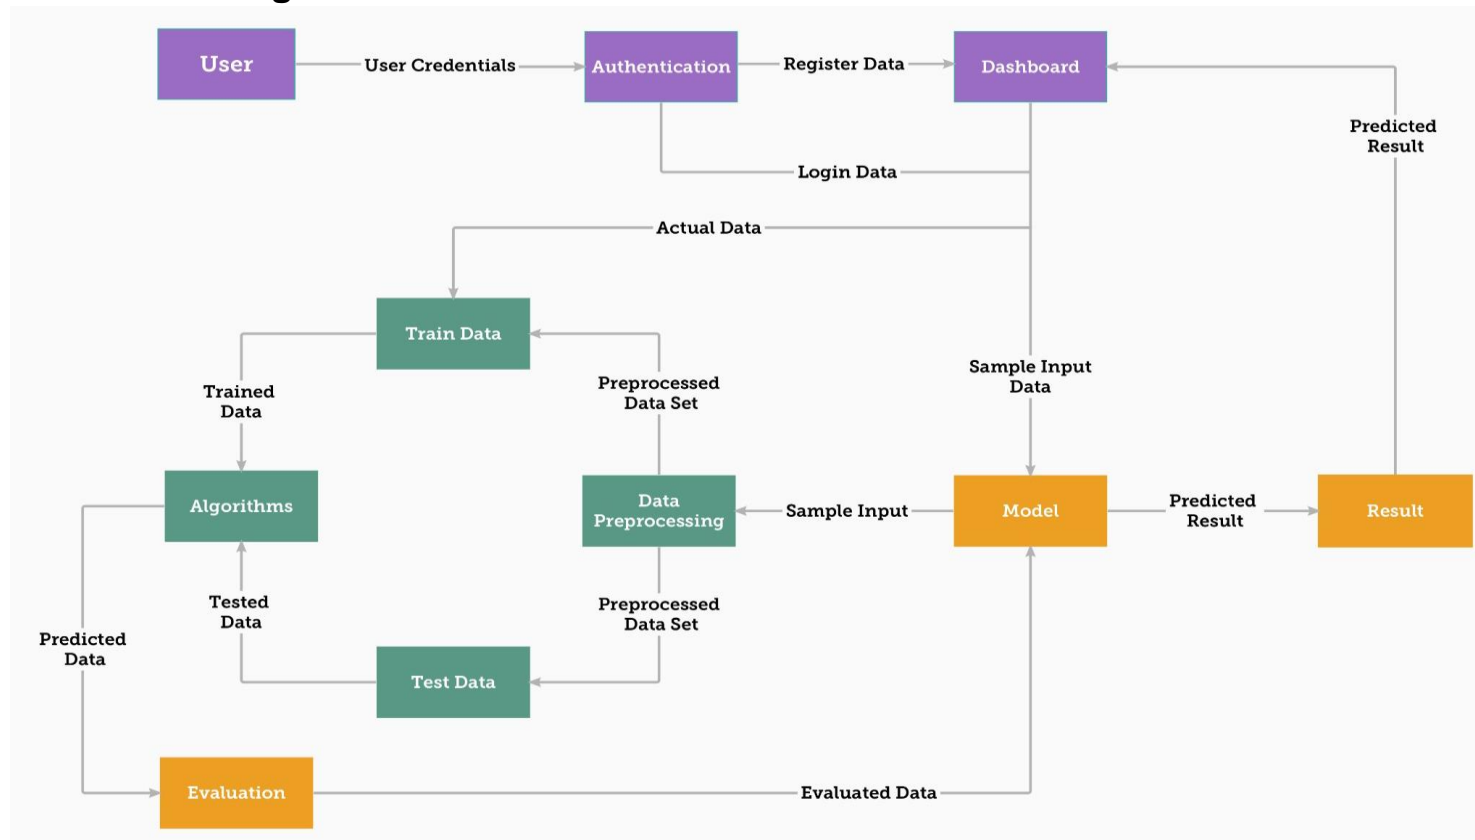 User
User Credentials
Authentication
Register Data
Dashboard
Predicted
Result
Login Data
Actual Data
Train Data
Sample Input
Data
Preprocessed
Data Set
Trained
Data
Algorithms
Data
Preprocessing
Sample Input
Model
Predicted
Result
Result
Tested
Data
Preprocessed
Data Set
Predicted
Data
Test Data
Evaluation
Evaluated Data